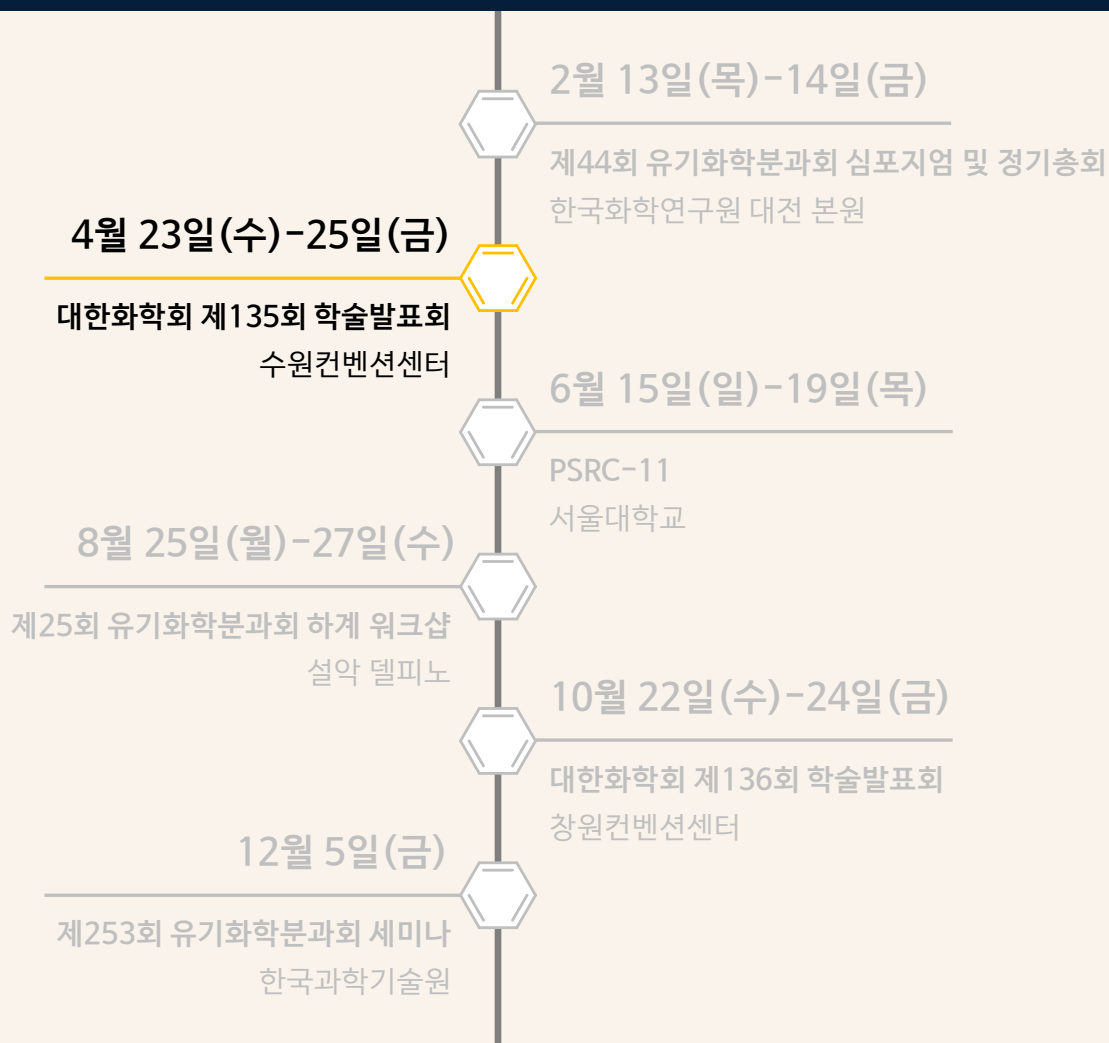 2월 13일(목)-14일(금)
제44회 유기화학분과회 심포지엄 및 정기총회
한국화학연구원 대전 본원
4월 23일(수)-25일(금)
대한화학회 제135회 학술발표회
수원컨벤션센터
6월 15일(일)-19일(목)
PSRC-11
서울대학교
8월 25일(월)-27일(수)
제25회 유기화학분과회 하계 워크샵
설악 델피노
10월 22일(수)-24일(금)
대한화학회 제136회 학술발표회
창원컨벤션센터
12월 5일(금)
제253회 유기화학분과회 세미나
한국과학기술원